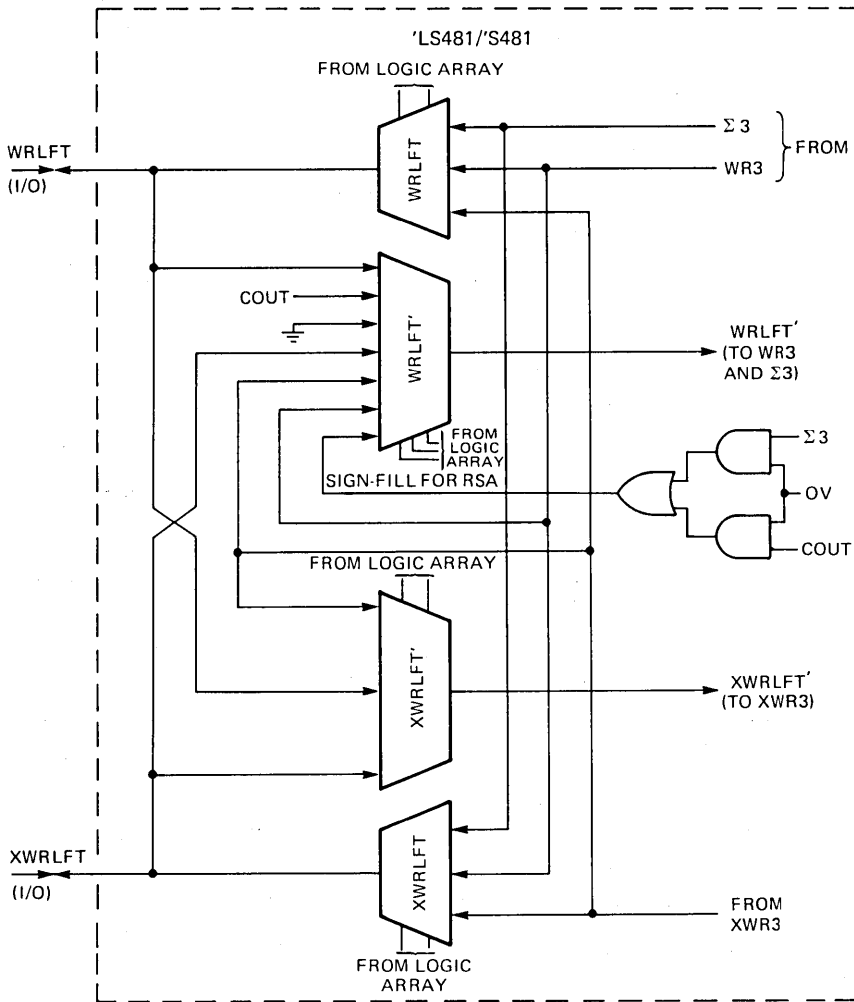 'LS481/'S481
FROM LOGIC ARRAY
WRLFT
(I/O)
WRLFT
Σ3
WR3
FROM
COUT
WRLFT'
WRLFT'
(TO WR3
AND Σ3)
FROM
LOGIC
ARRAY
SIGN-FILL FOR RSA
Σ3
OV
COUT
FROM LOGIC ARRAY
XWRLFT'
XWRLFT'
(TO XWR3)
XWRLFT
(I/O)
XWRLFT
FROM
XWR3
FROM LOGIC
ARRAY